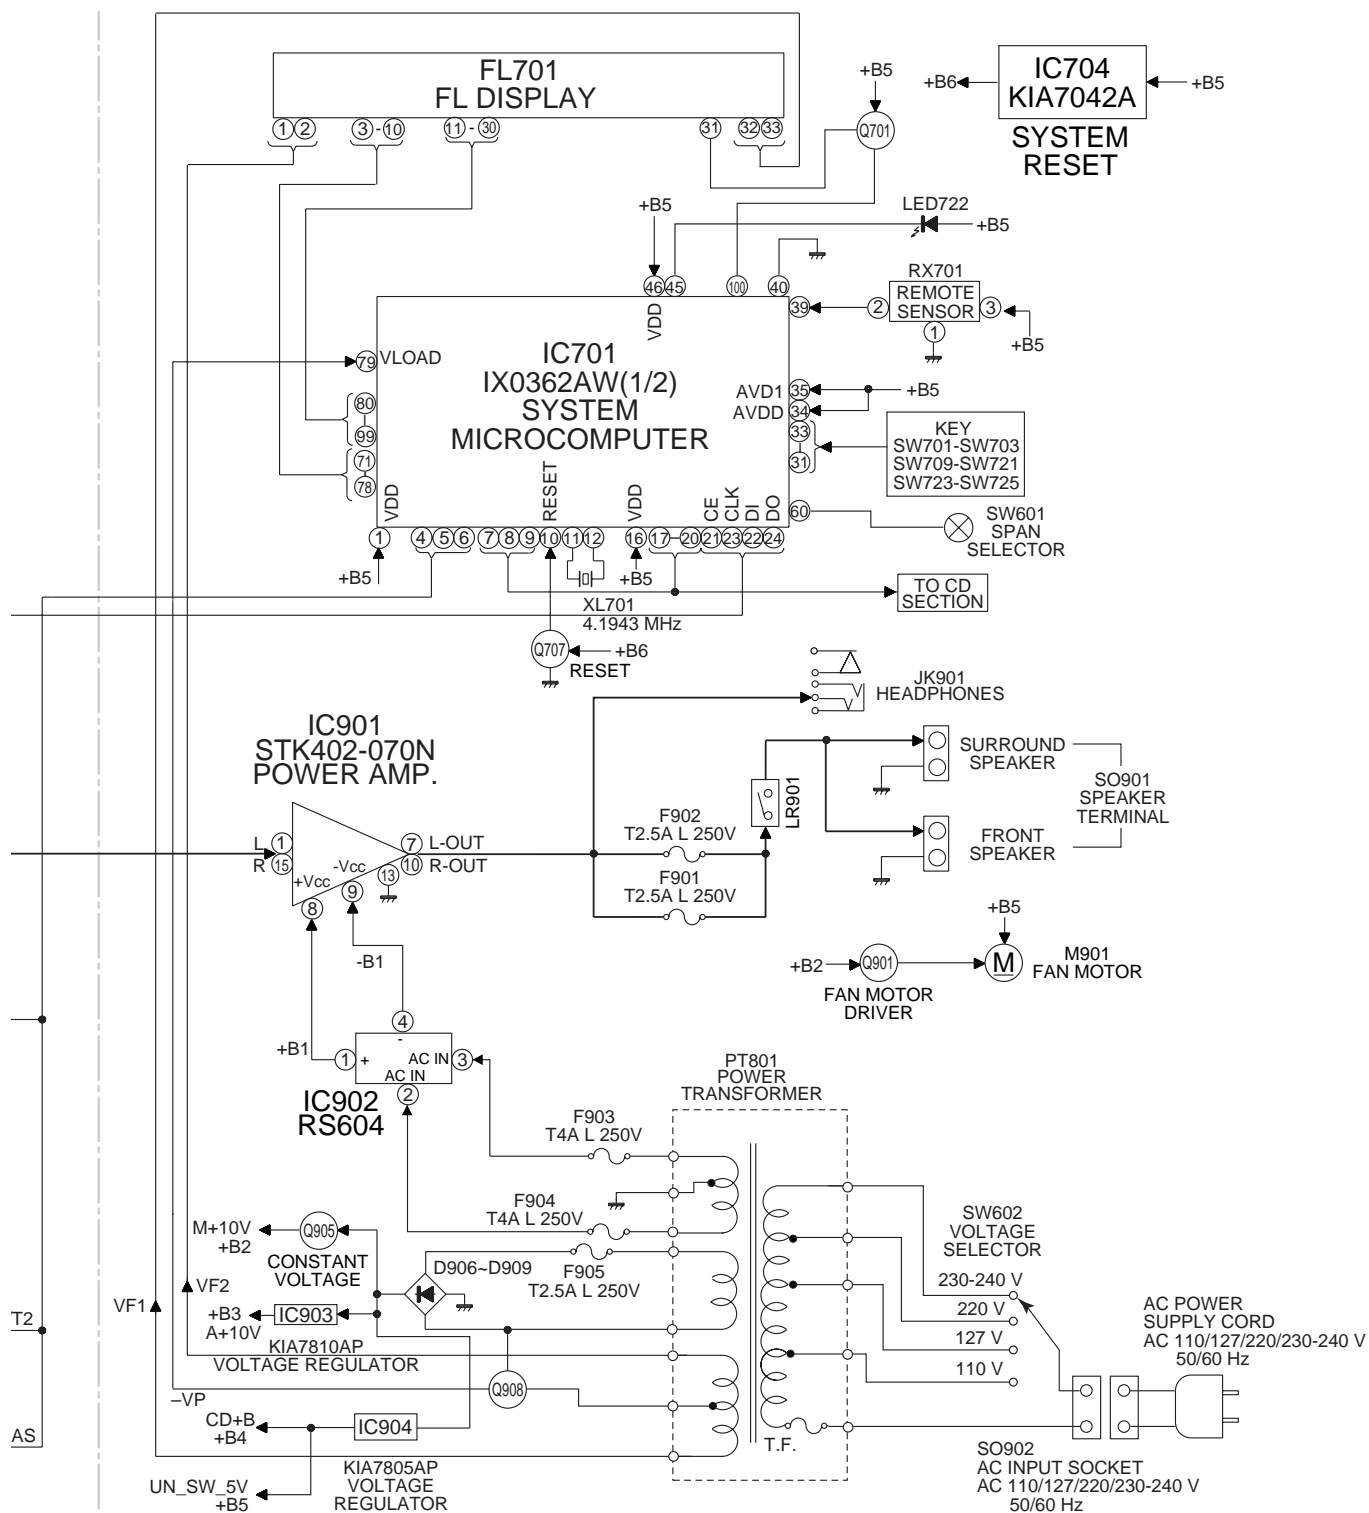 FL701
FL DISPLAY
1 2 3 - 10 11 - 30 31 32 33
+B5
Q701
+B6
IC704
KIA7042A
+B5
SYSTEM
RESET
+B5
LED722
+B5
46 45 100 40
VDD
RX701
REMOTE
SENSOR
39 2 3
1
+B5
79 VLOAD
IC701
IX0362AW(1/2)
SYSTEM
MICROCOMPUTER
AVD1 35
+B5
AVDD 34
80
99
71
78
33
31
KEY
SW701-SW703
SW709-SW721
SW723-SW725
60
SW601
SPAN
SELECTOR
VDD
RESET
VDD
CE
CLK
DI
DO
1 4 5 6 7 8 9 10 11 12 16 17 - 20 21 23 22 24
+B5
+B5
XL701
4.1943 MHz
TO CD
SECTION
Q707
+B6
RESET
JK901
HEADPHONES
IC901
STK402-070N
POWER AMP.
L 1
R 15
+Vcc
-Vcc
8 9 13
7 L-OUT
10 R-OUT
F902
T2.5A L 250V
F901
T2.5A L 250V
LR901
SURROUND
SPEAKER
FRONT
SPEAKER
SO901
SPEAKER
TERMINAL
-B1
+B1
+B5
+B2
Q901
FAN MOTOR
DRIVER
M
M901
FAN MOTOR
4
-
1 +
AC IN 3
AC IN
2
IC902
RS604
PT801
POWER
TRANSFORMER
F903
T4A L 250V
F904
T4A L 250V
M+10V
+B2
Q905
CONSTANT
VOLTAGE
D906~D909
F905
T2.5A L 250V
VF1
VF2
+B3
A+10V
IC903
KIA7810AP
VOLTAGE REGULATOR
–VP
Q908
CD+B
+B4
IC904
KIA7805AP
VOLTAGE
REGULATOR
UN_SW_5V
+B5
T2
AS
T.F.
SW602
VOLTAGE
SELECTOR
230-240 V
220 V
127 V
110 V
AC POWER
SUPPLY CORD
AC 110/127/220/230-240 V
50/60 Hz
SO902
AC INPUT SOCKET
AC 110/127/220/230-240 V
50/60 Hz